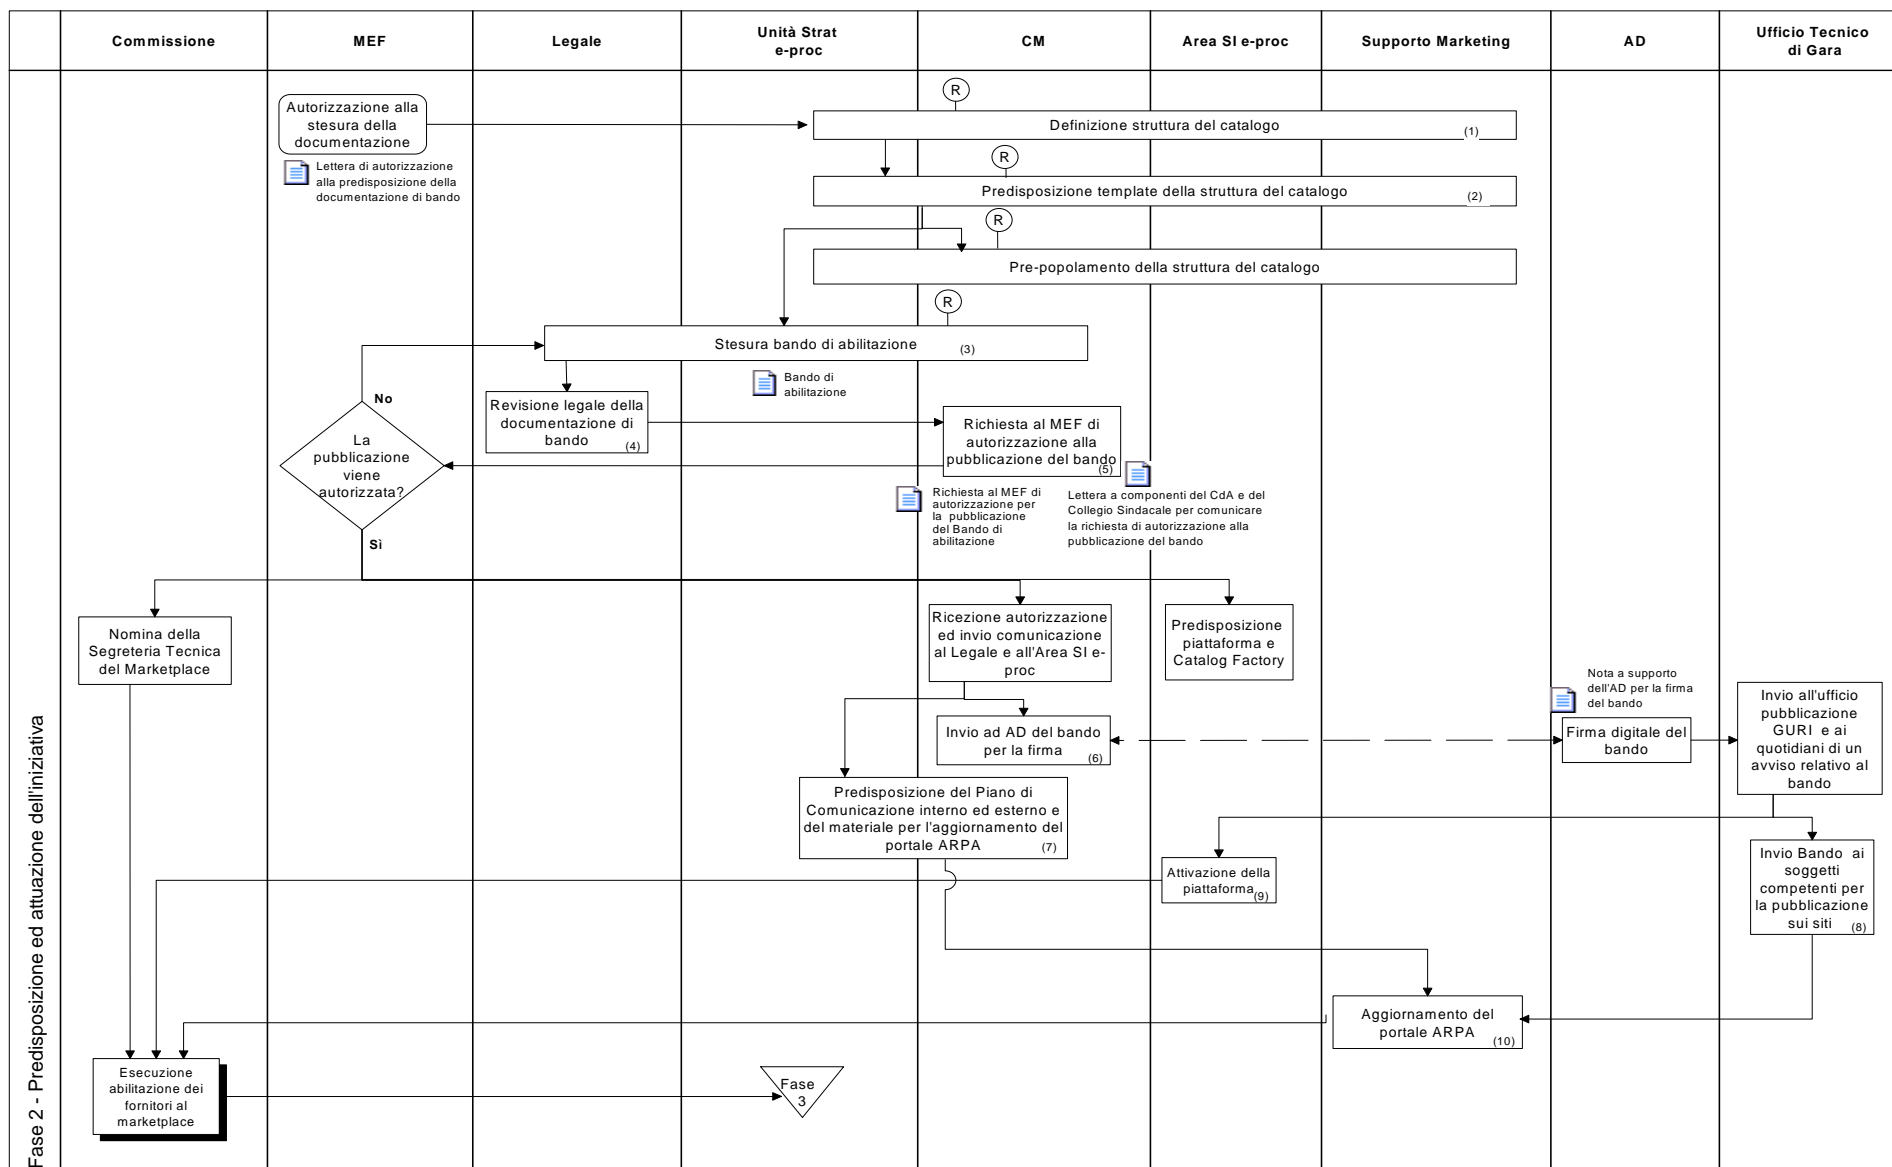 Commissione
MEF
Legale
Unità Strat
e-proc
CM
Area SI e-proc
Supporto Marketing
AD
Ufficio Tecnico
di Gara
Fase 2 - Predisposizione ed attuazione dell'iniziativa
Autorizzazione alla
stesura della
documentazione
Lettera di autorizzazione
alla predisposizione della
documentazione di bando
R
Definizione struttura del catalogo
(1)
R
Predisposizione template della struttura del catalogo
(2)
R
Pre-popolamento della struttura del catalogo
R
Stesura bando di abilitazione
(3)
Bando di
abilitazione
No
La
pubblicazione
viene
autorizzata?
Sì
Revisione legale della
documentazione di
bando
(4)
Richiesta al MEF di
autorizzazione alla
pubblicazione del bando
(5)
Richiesta al MEF di
autorizzazione per
la pubblicazione
del Bando di
abilitazione
Lettera a componenti del CdA e del
Collegio Sindacale per comunicare
la richiesta di autorizzazione alla
pubblicazione del bando
Nomina della
Segreteria Tecnica
del Marketplace
Ricezione autorizzazione
ed invio comunicazione
al Legale e all'Area SI e-
proc
Predisposizione
piattaforma e
Catalog Factory
Invio ad AD del bando
per la firma
(6)
Nota a supporto
dell'AD per la firma
del bando
Firma digitale del
bando
Invio all'ufficio
pubblicazione
GURI e ai
quotidiani di un
avviso relativo al
bando
Predisposizione del Piano di
Comunicazione interno ed esterno e
del materiale per l'aggiornamento del
portale ARPA
(7)
Attivazione della
piattaforma
(9)
Invio Bando ai
soggetti
competenti per
la pubblicazione
sui siti
(8)
Aggiornamento del
portale ARPA
(10)
Esecuzione
abilitazione dei
fornitori al
marketplace
Fase
3